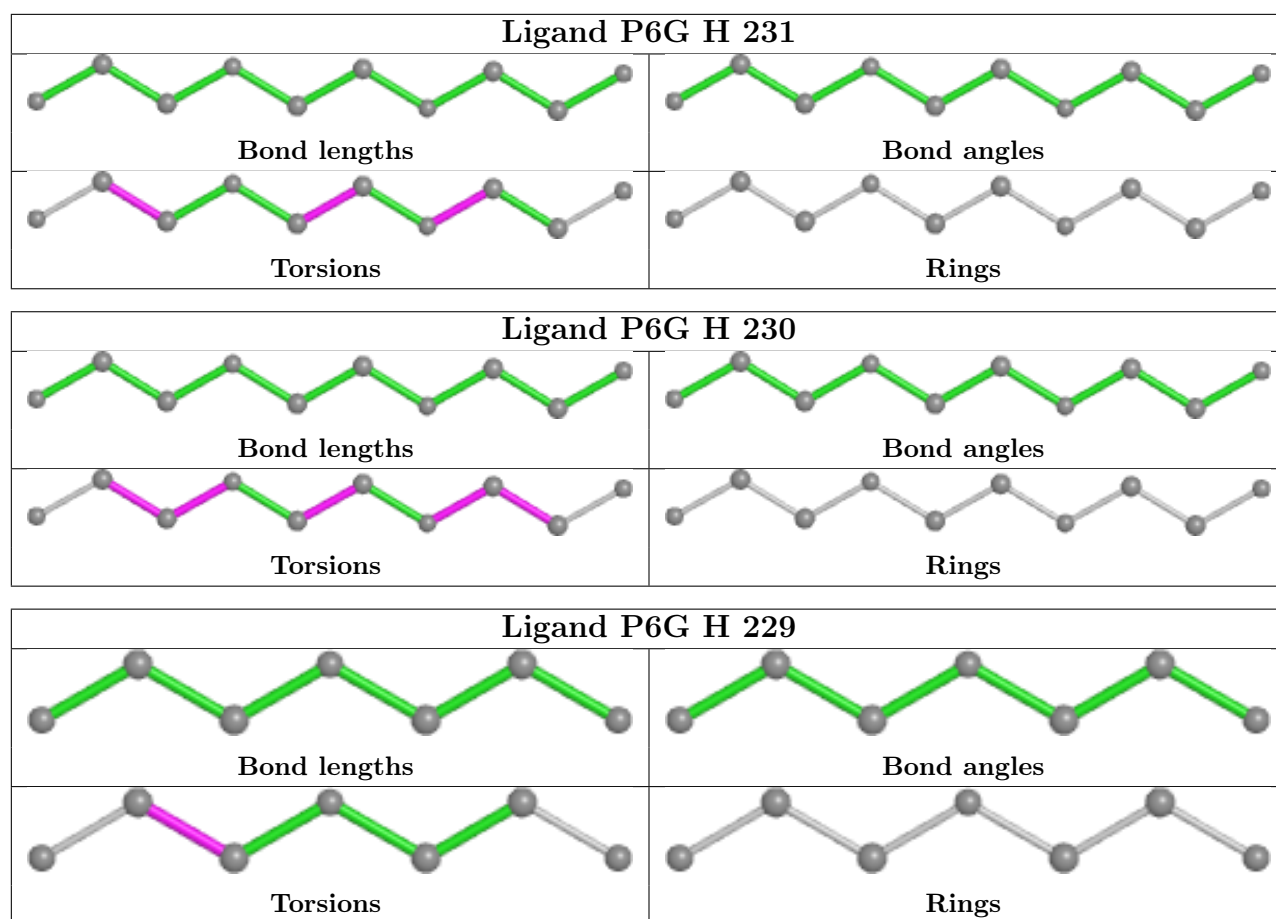 Ligand P6G H 231
Bond lengths Bond angles
Torsions Rings
Ligand P6G H 230
Bond lengths Bond angles
Torsions Rings
Ligand P6G H 229
Bond lengths Bond angles
Torsions Rings